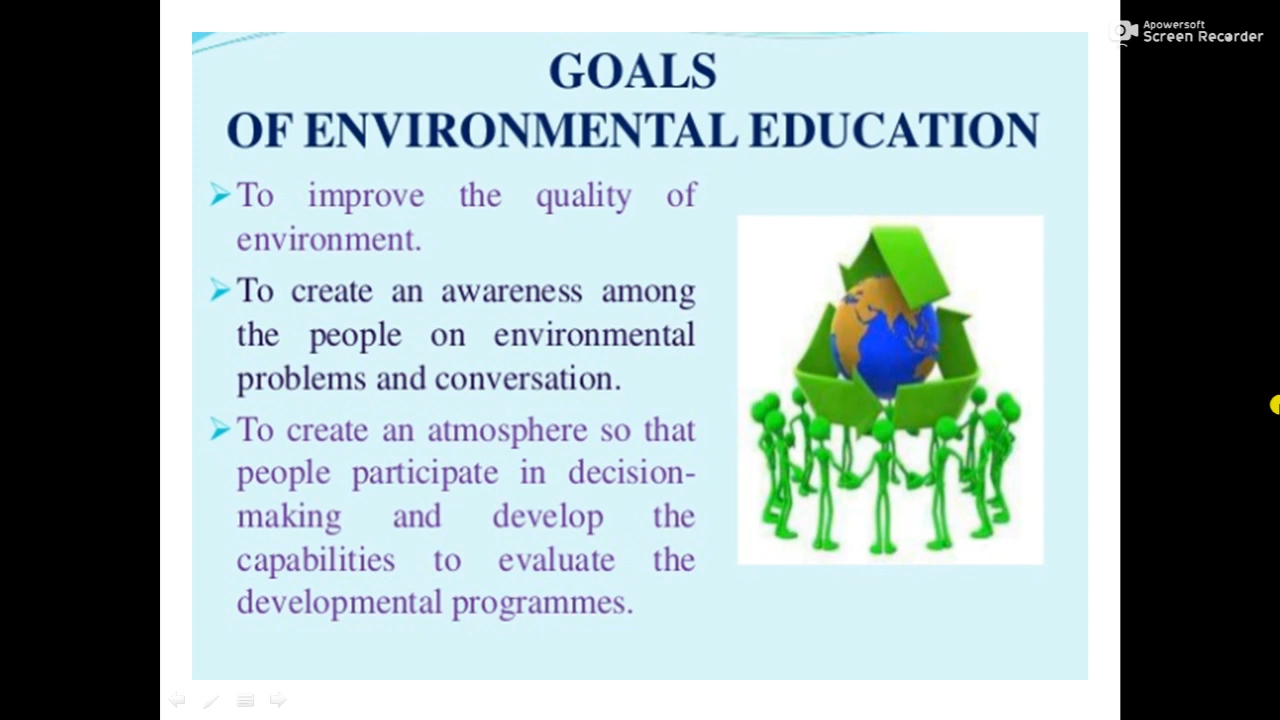 Apowersoft
Screen Recorder
GOALS
OF ENVIRONMENTAL EDUCATION
To improve the quality of
environment.
To create an awareness among
the people on environmental
problems and conversation.
To create an atmosphere so that
people participate in decision-
making and develop the
capabilities to evaluate the
developmental programmes.